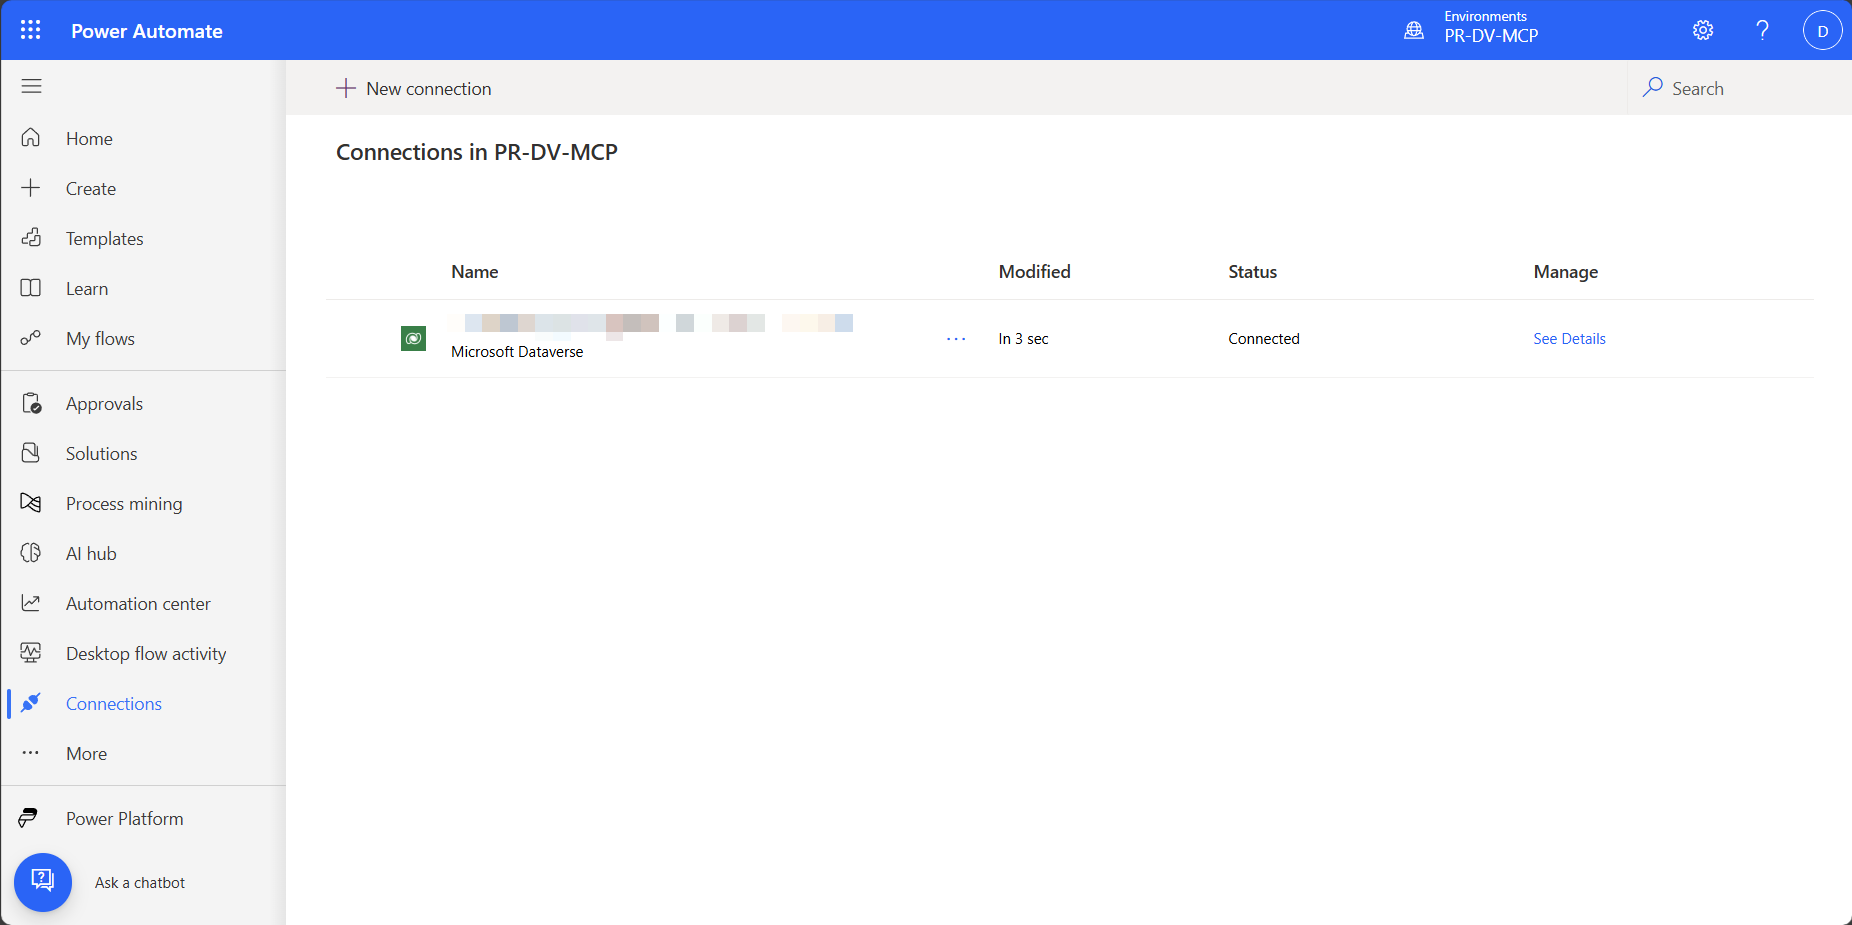 Power Automate
Environments
PR-DV-MCP
?
D
New connection
Search
Home
Create
Templates
Learn
My flows
Approvals
Solutions
Process mining
AI hub
Automation center
Desktop flow activity
Connections
More
Power Platform
Ask a chatbot
Connections in PR-DV-MCP
Name Modified Status Manage
Microsoft Dataverse ··· In 3 sec Connected See Details